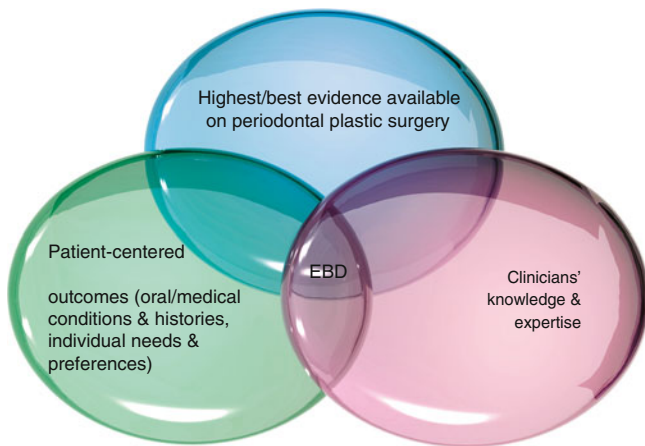 Highest/best evidence available
on periodontal plastic surgery
Patient-centered
outcomes (oral/medical
conditions & histories,
individual needs &
preferences)
EBD
Clinicians’
knowledge &
expertise